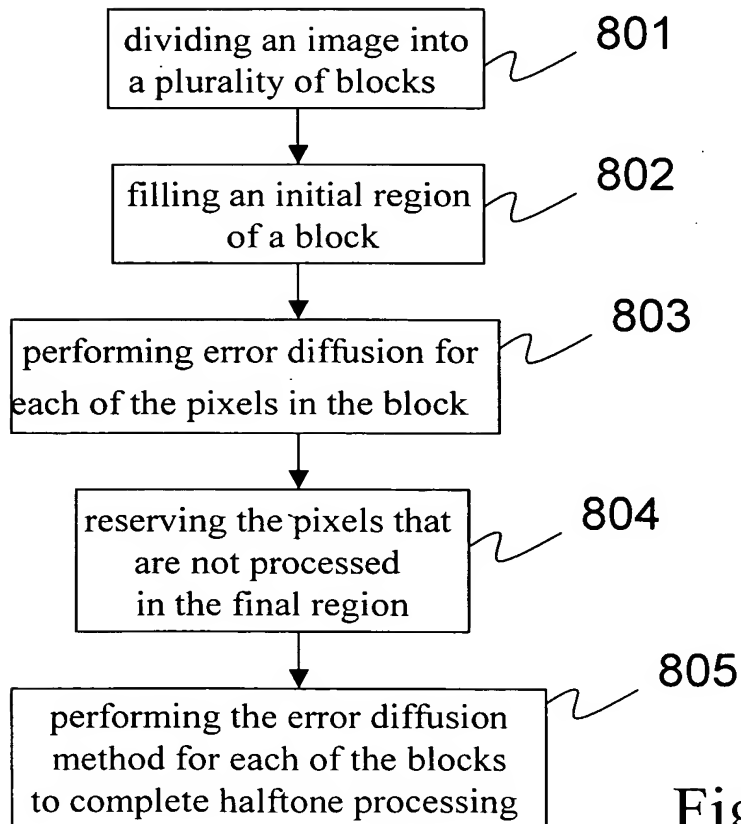 dividing an image into
a plurality of blocks
801
filling an initial region
of a block
802
performing error diffusion for
each of the pixels in the block
803
reserving the pixels that
are not processed
in the final region
804
performing the error diffusion
method for each of the blocks
to complete halftone processing
805
Fig